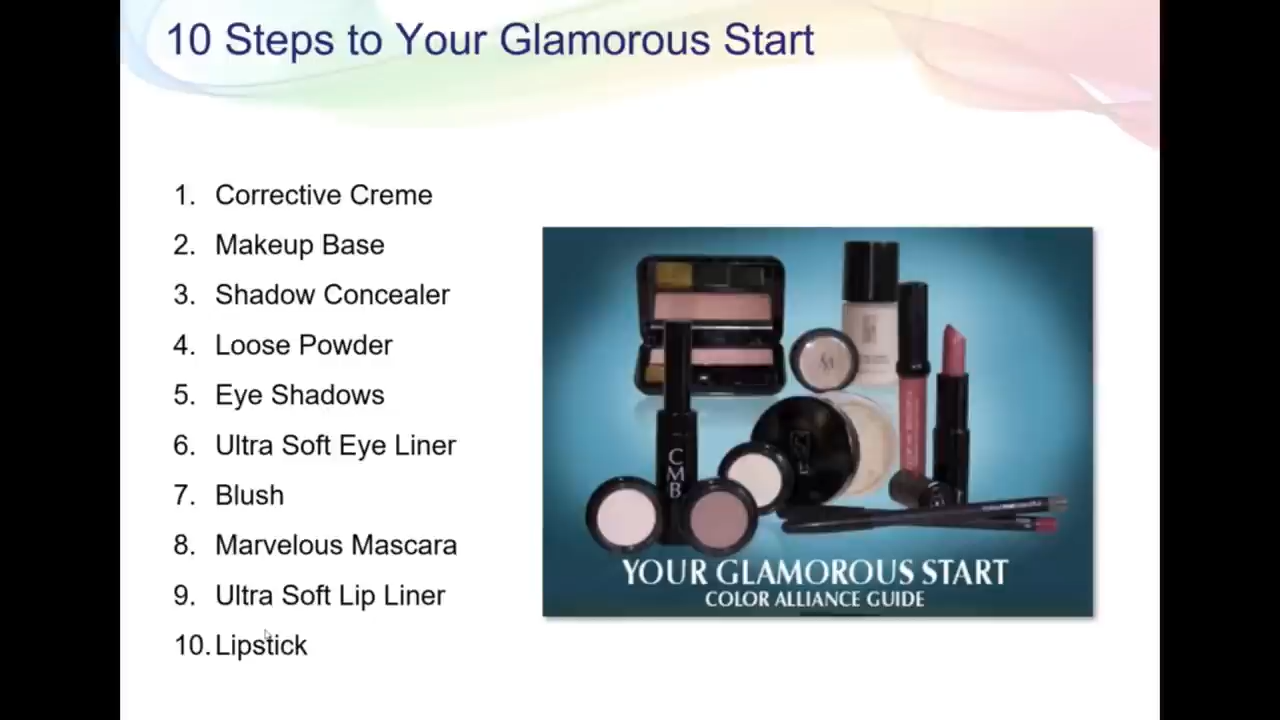 10 Steps to Your Glamorous Start
1. Corrective Creme
2. Makeup Base
3. Shadow Concealer
4. Loose Powder
5. Eye Shadows
6. Ultra Soft Eye Liner
7. Blush
8. Marvelous Mascara
9. Ultra Soft Lip Liner
10. Lipstick
CMB
YOUR GLAMOROUS START
COLOR ALLIANCE GUIDE